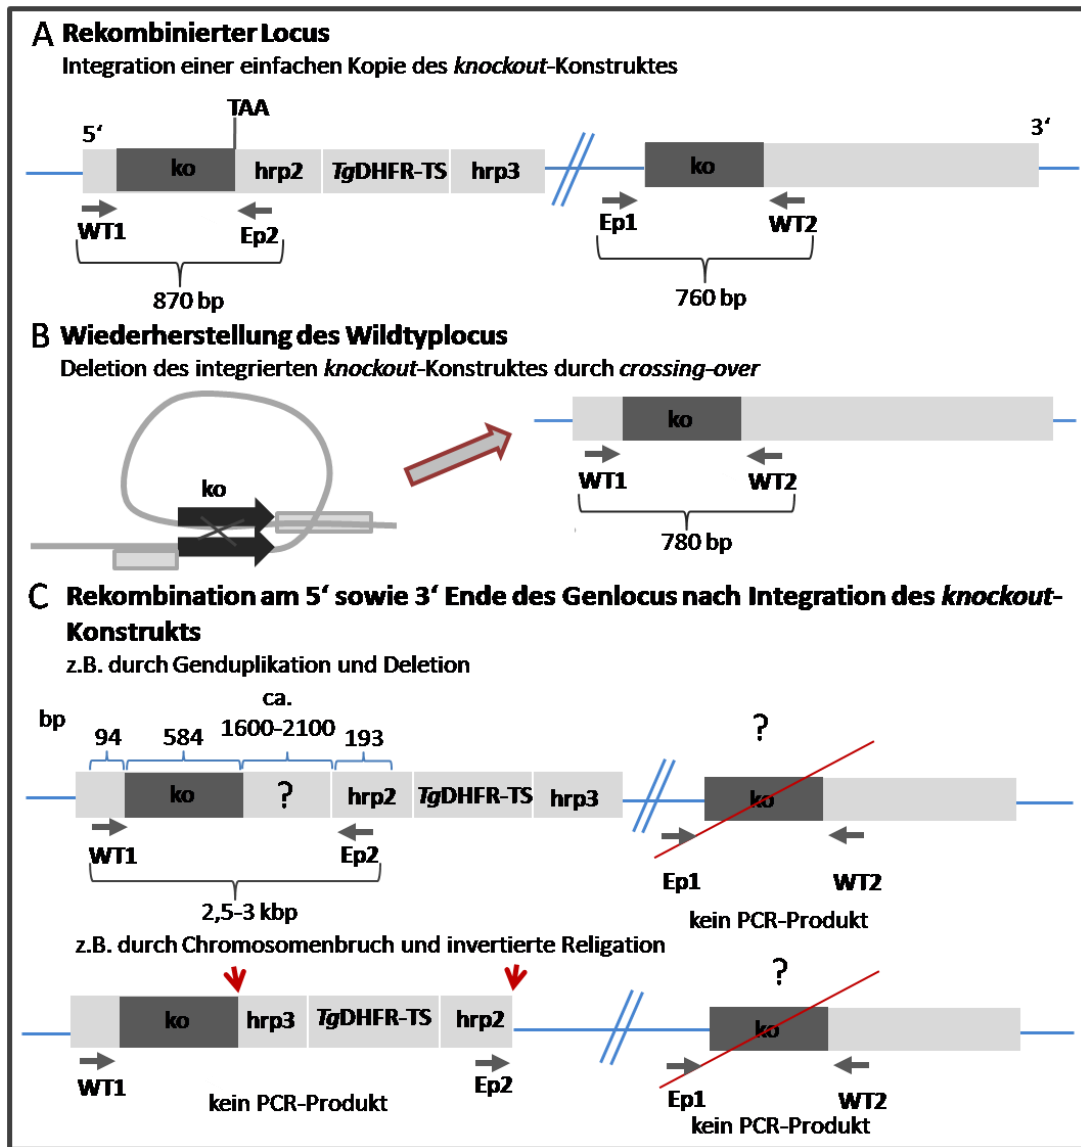 A Rekombinierter Locus
Integration einer einfachen Kopie des knockout-Konstruktes
TAA
5‘ 3‘
ko hrp2 TgDHFR-TS hrp3 ko
WT1 Ep2 Ep1 WT2
870 bp 760 bp
B Wiederherstellung des Wildtyplocus
Deletion des integrierten knockout-Konstruktes durch crossing-over
ko
ko
WT1 WT2
780 bp
C Rekombination am 5‘ sowie 3‘ Ende des Genlocus nach Integration des knockout-
Konstrukts
z.B. durch Genduplikation und Deletion
ca.
bp 94 584 1600-2100 193 ?
ko ? hrp2 TgDHFR-TS hrp3 ko
WT1 Ep2 Ep1 WT2
2,5-3 kbp kein PCR-Produkt
z.B. durch Chromosomenbruch und invertierte Religation
?
ko hrp3 TgDHFR-TS hrp2 ko
WT1 Ep2 Ep1 WT2
kein PCR-Produkt kein PCR-Produkt